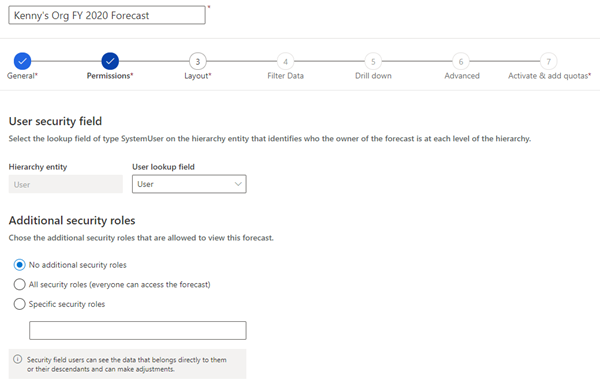 Kenny's Org FY 2020 Forecast *
3 4 5 6 7
General* Permissions* Layout* Filter Data Drill down Advanced Activate & add quotas*
User security field
Select the lookup field of type SystemUser on the hierarchy entity that identifies who the owner of the forecast is at each level of the hierarchy.
Hierarchy entity User lookup field
User User
Additional security roles
Chose the additional security roles that are allowed to view this forecast.
No additional security roles
All security roles (everyone can access the forecast)
Specific security roles
Security field users can see the data that belongs directly to them
or their descendants and can make adjustments.